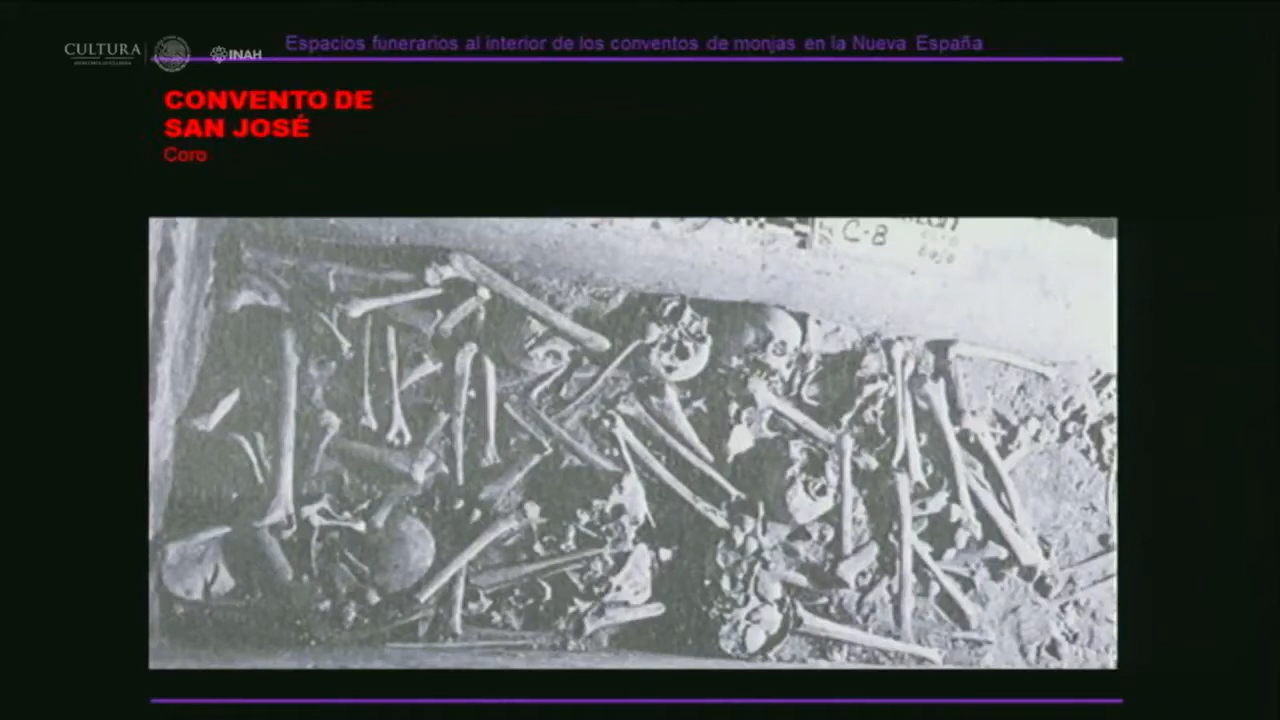 Espacios funerarios al interior de los conventos de monjas en la Nueva España
CULTURA
INAH
CONVENTO DE
SAN JOSÉ
Coro
C-8